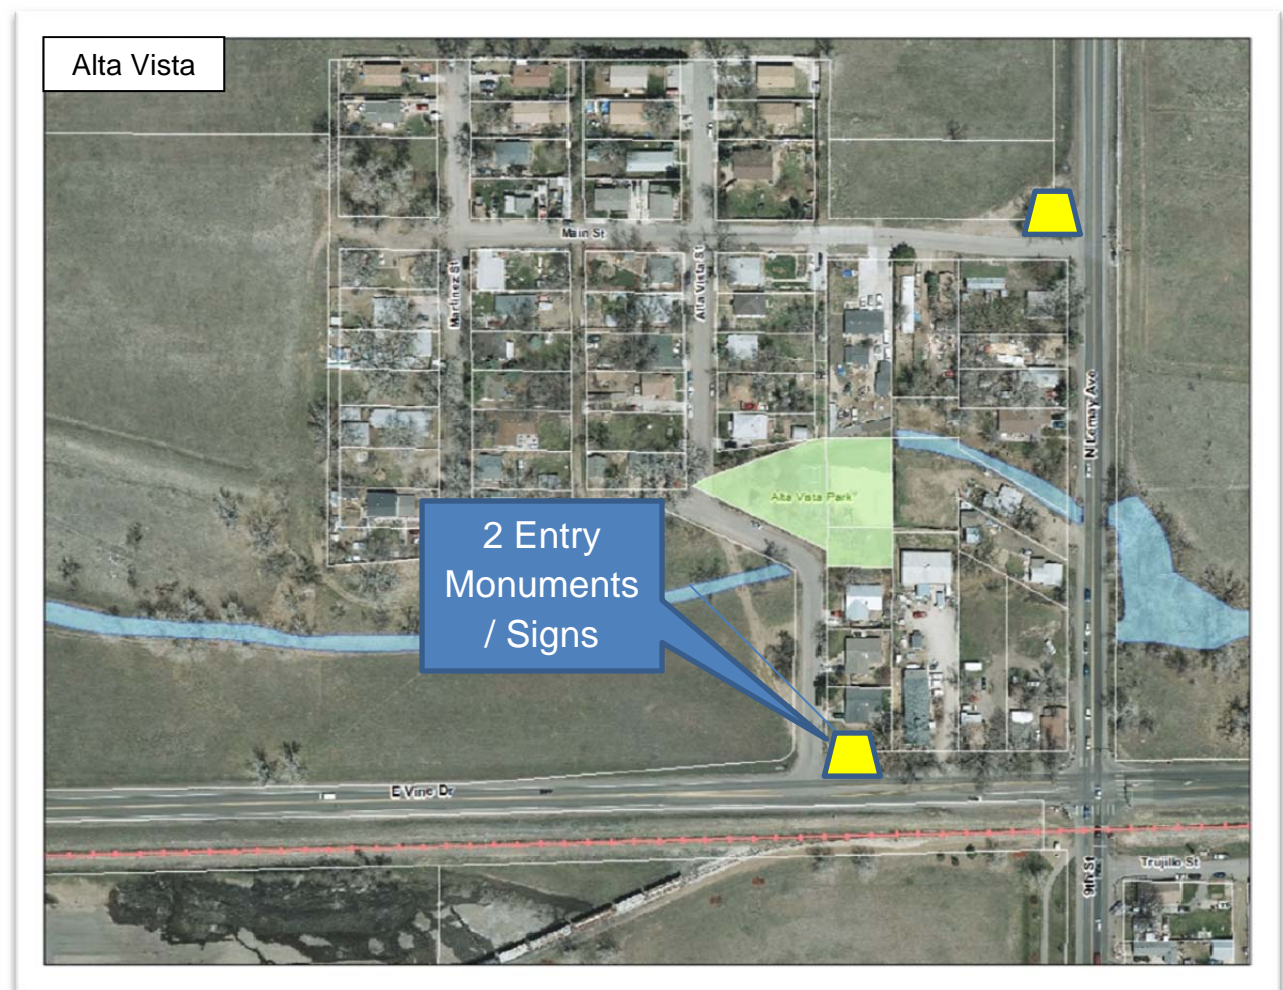 Alta Vista
Main St
Martinez St
Alta Vista St
N Lemay Ave
Alta Vista Park
2 Entry
Monuments
/ Signs
E Vine Dr
9th St
Trujillo St